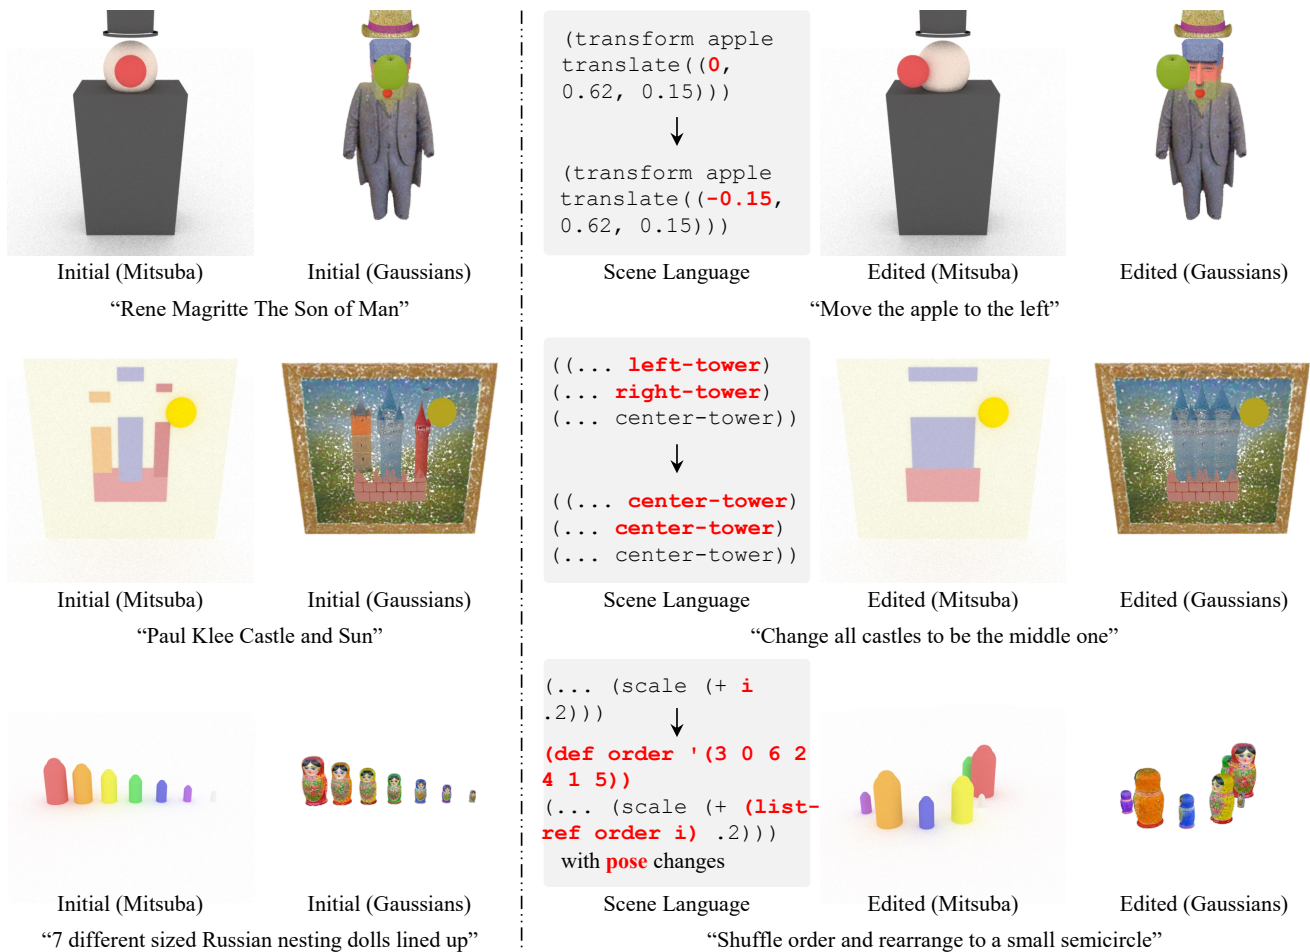 (transform apple
translate((0,
0.62, 0.15)))
(transform apple
translate((-0.15,
0.62, 0.15)))
Initial (Mitsuba)
Initial (Gaussians)
Scene Language
Edited (Mitsuba)
Edited (Gaussians)
“Rene Magritte The Son of Man”
“Move the apple to the left”
((... left-tower)
(... right-tower)
(... center-tower))
((... center-tower)
(... center-tower)
(... center-tower))
Initial (Mitsuba)
Initial (Gaussians)
Scene Language
Edited (Mitsuba)
Edited (Gaussians)
“Paul Klee Castle and Sun”
“Change all castles to be the middle one”
(... (scale (+ i
.2)))
(def order '(3 0 6 2
4 1 5))
(... (scale (+ (list-
ref order i) .2)))
with pose changes
Initial (Mitsuba)
Initial (Gaussians)
Scene Language
Edited (Mitsuba)
Edited (Gaussians)
“7 different sized Russian nesting dolls lined up”
“Shuffle order and rearrange to a small semicircle”